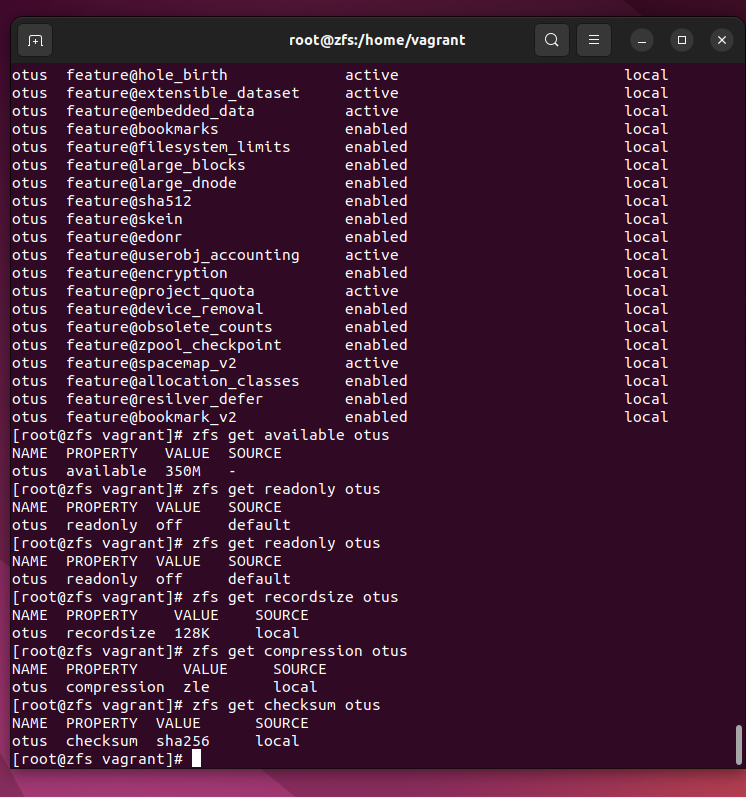 root@zfs:/home/vagrant
otus  feature@hole_birth             active                         local
otus  feature@extensible_dataset     active                         local
otus  feature@embedded_data          active                         local
otus  feature@bookmarks              enabled                        local
otus  feature@filesystem_limits      enabled                        local
otus  feature@large_blocks           enabled                        local
otus  feature@large_dnode            enabled                        local
otus  feature@sha512                 enabled                        local
otus  feature@skein                  enabled                        local
otus  feature@edonr                  enabled                        local
otus  feature@userobj_accounting     active                         local
otus  feature@encryption             enabled                        local
otus  feature@project_quota          active                         local
otus  feature@device_removal         enabled                        local
otus  feature@obsolete_counts        enabled                        local
otus  feature@zpool_checkpoint       enabled                        local
otus  feature@spacemap_v2            active                         local
otus  feature@allocation_classes     enabled                        local
otus  feature@resilver_defer         enabled                        local
otus  feature@bookmark_v2            enabled                        local
[root@zfs vagrant]# zfs get available otus
NAME  PROPERTY   VALUE  SOURCE
otus  available  350M   -
[root@zfs vagrant]# zfs get readonly otus
NAME  PROPERTY  VALUE   SOURCE
otus  readonly  off     default
[root@zfs vagrant]# zfs get readonly otus
NAME  PROPERTY  VALUE   SOURCE
otus  readonly  off     default
[root@zfs vagrant]# zfs get recordsize otus
NAME  PROPERTY    VALUE    SOURCE
otus  recordsize  128K     local
[root@zfs vagrant]# zfs get compression otus
NAME  PROPERTY     VALUE     SOURCE
otus  compression  zle       local
[root@zfs vagrant]# zfs get checksum otus
NAME  PROPERTY  VALUE      SOURCE
otus  checksum  sha256     local
[root@zfs vagrant]#